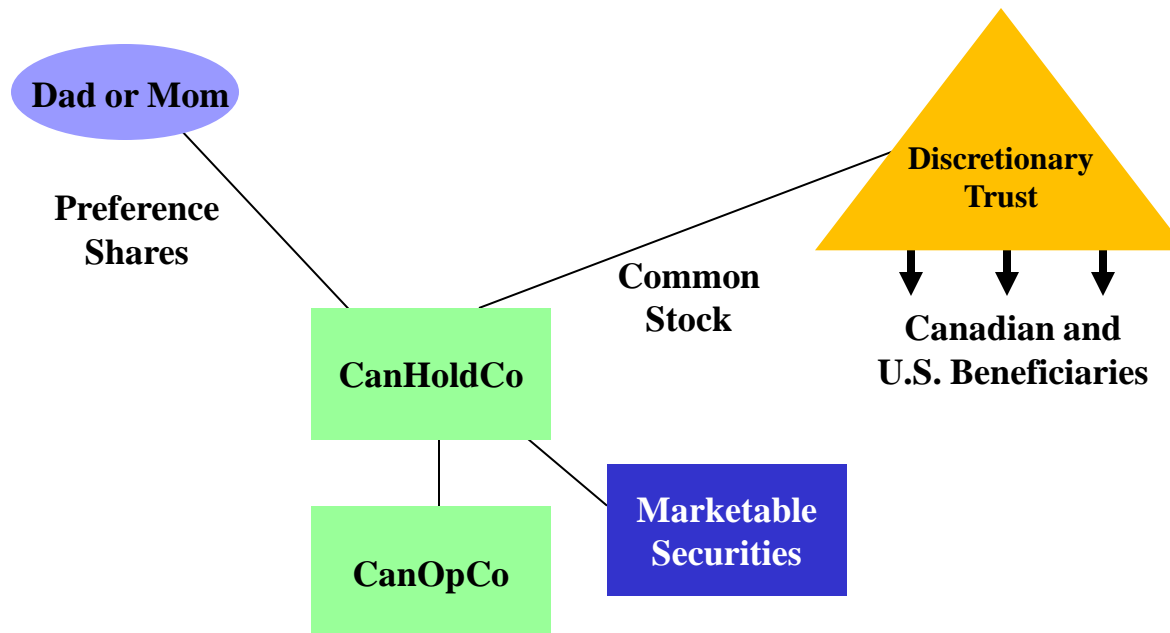 Dad or Mom
Preference
Shares
Discretionary
Trust
Common
Stock
Canadian and
U.S. Beneficiaries
CanHoldCo
Marketable
Securities
CanOpCo